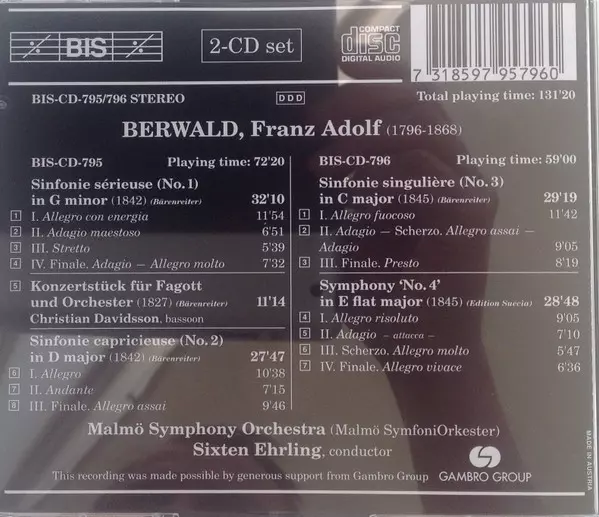 BIS
2-CD set
COMPACT
disc
DIGITAL AUDIO
7 318597 957960
BIS-CD-795/796 STEREO
D D D
Total playing time: 131'20
BERWALD, Franz Adolf (1796-1868)
BIS-CD-795 Playing time: 72'20
Sinfonie sérieuse (No. 1)
in G minor (1842) (Bärenreiter) 32'10
1 I. Allegro con energia 11'54
2 II. Adagio maestoso 6'51
3 III. Stretto 5'39
4 IV. Finale. Adagio — Allegro molto 7'32
5 Konzertstück für Fagott
und Orchester (1827) (Bärenreiter) 11'14
Christian Davidsson, bassoon
Sinfonie capricieuse (No. 2)
in D major (1842) (Bärenreiter) 27'47
6 I. Allegro 10'38
7 II. Andante 7'15
8 III. Finale. Allegro assai 9'46
BIS-CD-796 Playing time: 59'00
Sinfonie singulière (No. 3)
in C major (1845) (Bärenreiter) 29'19
1 I. Allegro fuocoso 11'42
2 II. Adagio — Scherzo. Allegro assai —
Adagio 9'05
3 III. Finale. Presto 8'19
Symphony 'No. 4'
in E flat major (1845) (Edition Suecia) 28'48
4 I. Allegro risoluto 9'05
5 II. Adagio – attacca – 7'10
6 III. Scherzo. Allegro molto 5'47
7 IV. Finale. Allegro vivace 6'36
Malmö Symphony Orchestra (Malmö SymfoniOrkester)
Sixten Ehrling, conductor
This recording was made possible by generous support from Gambro Group
GAMBRO GROUP
MADE IN AUSTRIA